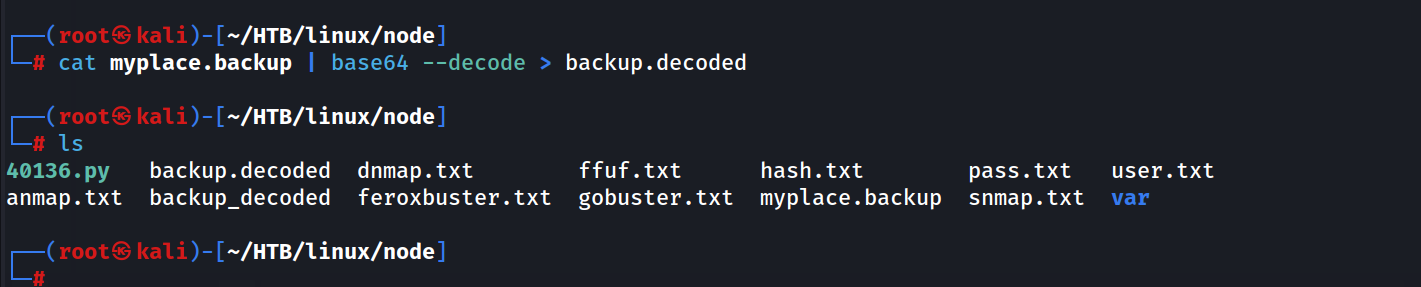 ┌──(root㉿kali)-[~/HTB/linux/node]
└─# cat myplace.backup | base64 --decode > backup.decoded
┌──(root㉿kali)-[~/HTB/linux/node]
└─# ls
40136.py backup.decoded dnmap.txt ffuf.txt hash.txt pass.txt user.txt
anmap.txt backup_decoded feroxbuster.txt gobuster.txt myplace.backup snmap.txt var
┌──(root㉿kali)-[~/HTB/linux/node]
└─#